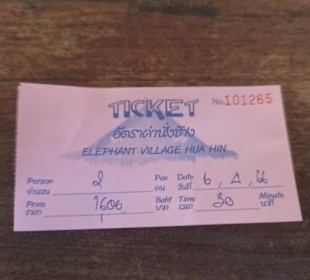 TICKET No 101265
อัตราค่านั่งช้าง
ELEPHANT VILLAGE HUA HIN
Person 2 Pax Date 6, 4,
จำนวน คน วันที่
Price 1600 Baht Time 30 Minute
ราคา บาท เวลา นาที